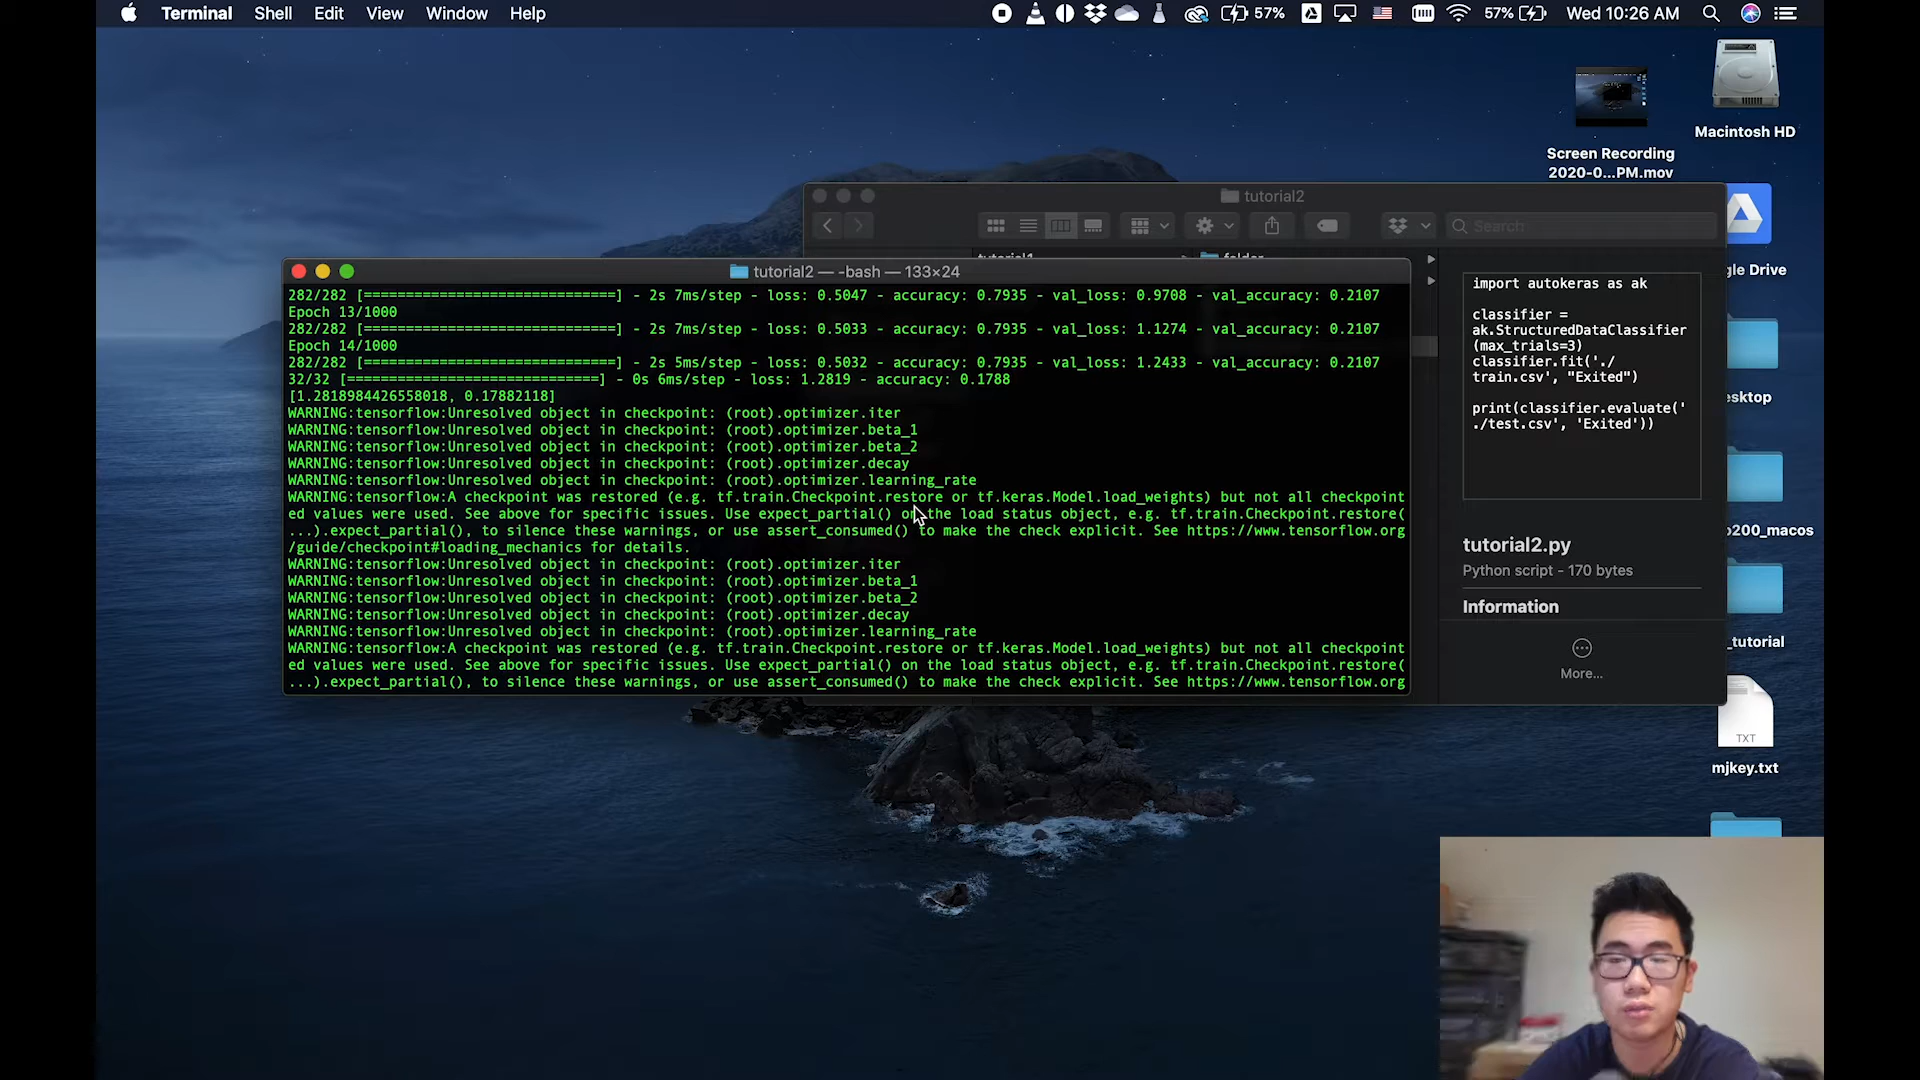 Terminal Shell Edit View Window Help
57% 57% Wed 10:26 AM
Macintosh HD
Screen Recording
2020-0...PM.mov
tutorial2
Search
gle Drive
tutorial2 — -bash — 133×24
282/282 [==============================] - 2s 7ms/step - loss: 0.5047 - accuracy: 0.7935 - val_loss: 0.9708 - val_accuracy: 0.2107
Epoch 13/1000
282/282 [==============================] - 2s 7ms/step - loss: 0.5033 - accuracy: 0.7935 - val_loss: 1.1274 - val_accuracy: 0.2107
Epoch 14/1000
282/282 [==============================] - 2s 5ms/step - loss: 0.5032 - accuracy: 0.7935 - val_loss: 1.2433 - val_accuracy: 0.2107
32/32 [==============================] - 0s 6ms/step - loss: 1.2819 - accuracy: 0.1788
[1.2818984426558018, 0.17882118]
WARNING:tensorflow:Unresolved object in checkpoint: (root).optimizer.iter
WARNING:tensorflow:Unresolved object in checkpoint: (root).optimizer.beta_1
WARNING:tensorflow:Unresolved object in checkpoint: (root).optimizer.beta_2
WARNING:tensorflow:Unresolved object in checkpoint: (root).optimizer.decay
WARNING:tensorflow:Unresolved object in checkpoint: (root).optimizer.learning_rate
WARNING:tensorflow:A checkpoint was restored (e.g. tf.train.Checkpoint.restore or tf.keras.Model.load_weights) but not all checkpoint
ed values were used. See above for specific issues. Use expect_partial() on the load status object, e.g. tf.train.Checkpoint.restore(
...).expect_partial(), to silence these warnings, or use assert_consumed() to make the check explicit. See https://www.tensorflow.org
/guide/checkpoint#loading_mechanics for details.
WARNING:tensorflow:Unresolved object in checkpoint: (root).optimizer.iter
WARNING:tensorflow:Unresolved object in checkpoint: (root).optimizer.beta_1
WARNING:tensorflow:Unresolved object in checkpoint: (root).optimizer.beta_2
WARNING:tensorflow:Unresolved object in checkpoint: (root).optimizer.decay
WARNING:tensorflow:Unresolved object in checkpoint: (root).optimizer.learning_rate
WARNING:tensorflow:A checkpoint was restored (e.g. tf.train.Checkpoint.restore or tf.keras.Model.load_weights) but not all checkpoint
ed values were used. See above for specific issues. Use expect_partial() on the load status object, e.g. tf.train.Checkpoint.restore(
...).expect_partial(), to silence these warnings, or use assert_consumed() to make the check explicit. See https://www.tensorflow.org
import autokeras as ak
classifier =
ak.StructuredDataClassifier
(max_trials=3)
classifier.fit('./
train.csv', "Exited")
print(classifier.evaluate('
./test.csv', 'Exited'))
tutorial2.py
Python script - 170 bytes
Information
More...
esktop
o200_macos
_tutorial
TXT
mjkey.txt